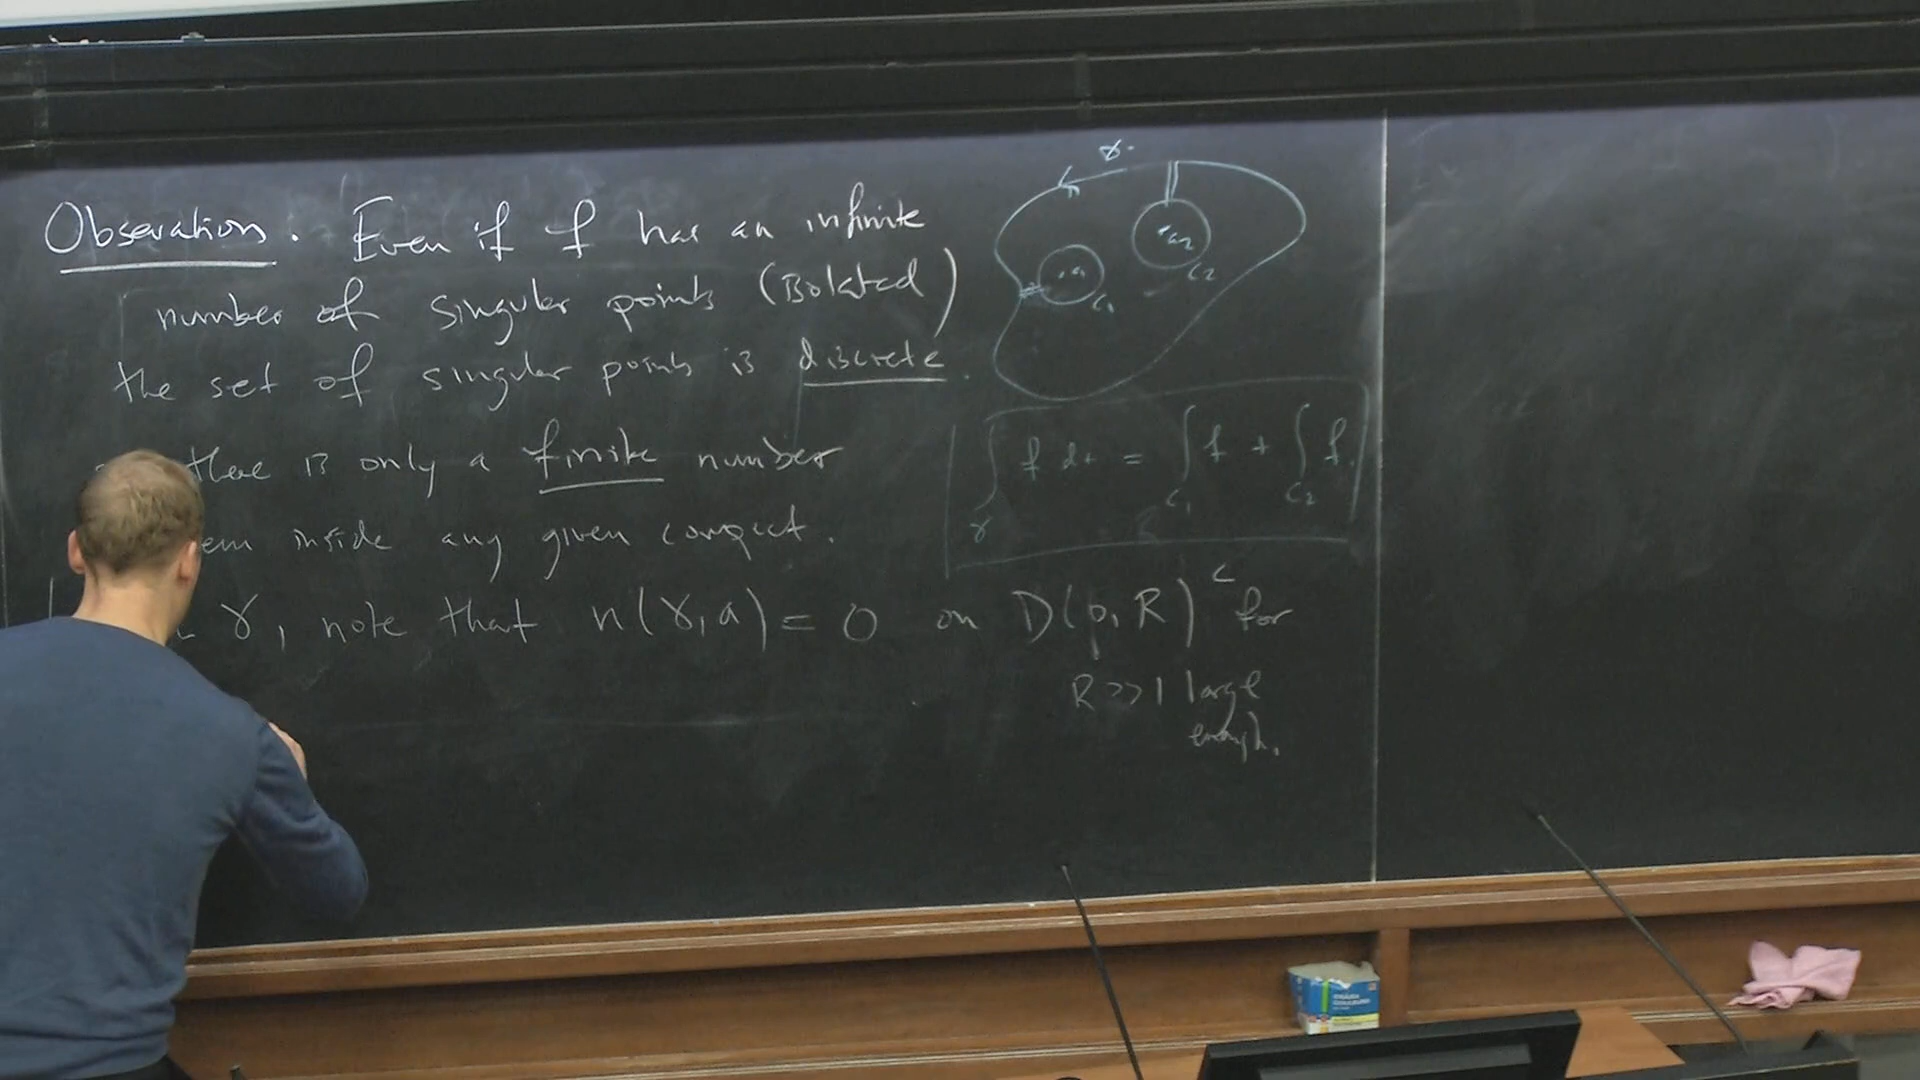 Obsevation. Even if f has an infinite
number of singular points (isolated)
the set of singular points is discrete.
there is only a finite number
em inside any given compact.
γ, note that n(γ,a) = 0 on D(p,R)^c for
R >> 1 large
enough.
γ.
a₁
c₁
a₂
c₂
∫_γ f dz = ∫_{c₁} f + ∫_{c₂} f.